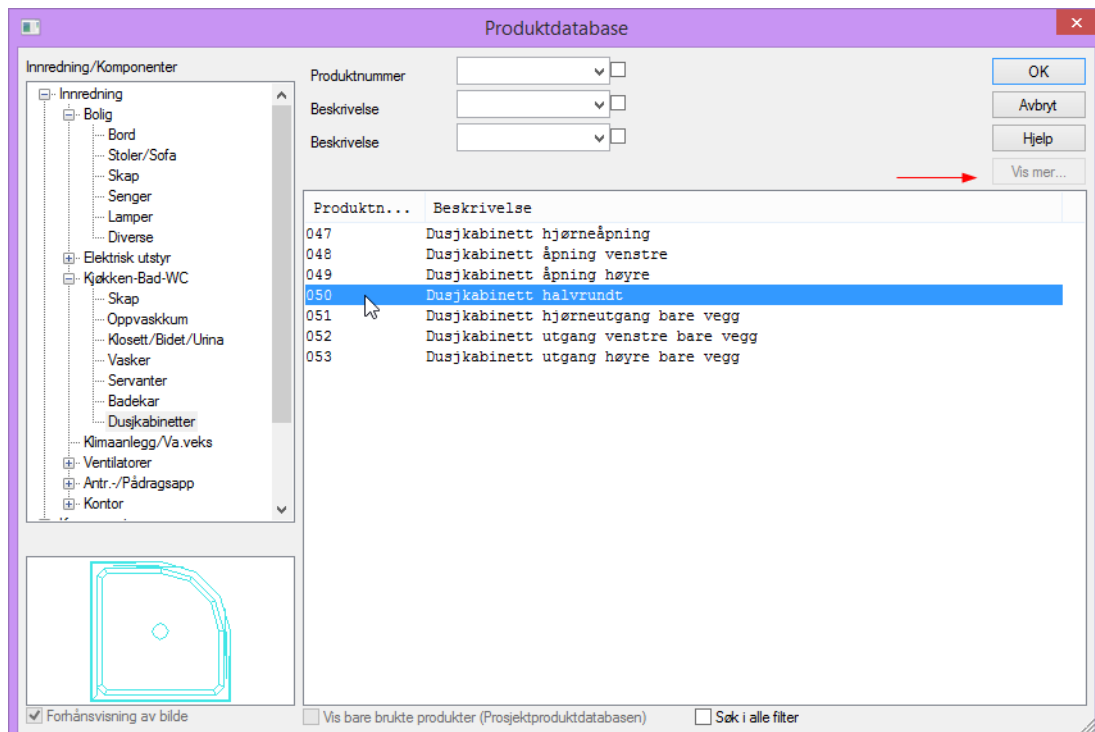 Produktdatabase
Innredning/Komponenter
Innredning
Bolig
Bord
Stoler/Sofa
Skap
Senger
Lamper
Diverse
Elektrisk utstyr
Kjøkken-Bad-WC
Skap
Oppvaskkum
Klosett/Bidet/Urina
Vasker
Servanter
Badekar
Dusjkabinetter
Klimaanlegg/Va.veks
Ventilatorer
Antr.-/Pådragsapp
Kontor
Produktnummer
Beskrivelse
Beskrivelse
OK
Avbryt
Hjelp
Vis mer...
Produktn... Beskrivelse
047 Dusjkabinett hjørneåpning
048 Dusjkabinett åpning venstre
049 Dusjkabinett åpning høyre
050 Dusjkabinett halvrundt
051 Dusjkabinett hjørneutgang bare vegg
052 Dusjkabinett utgang venstre bare vegg
053 Dusjkabinett utgang høyre bare vegg
Forhånsvisning av bilde
Vis bare brukte produkter (Prosjektproduktdatabasen)
Søk i alle filter